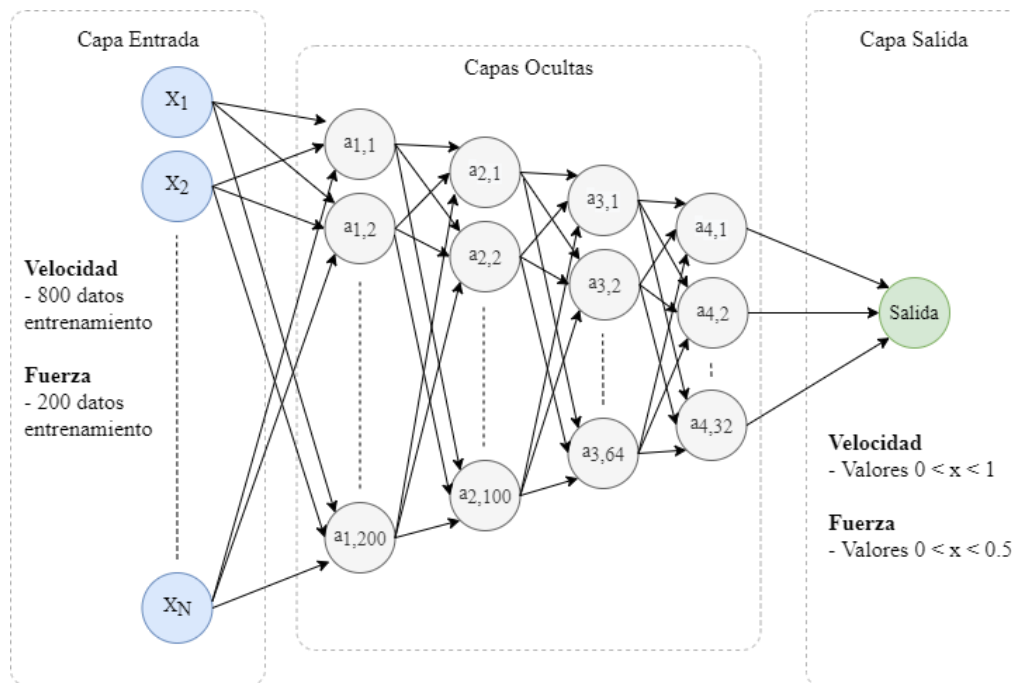 Capa Entrada
X1
X2
Velocidad
- 800 datos
entrenamiento
Fuerza
- 200 datos
entrenamiento
XN
Capas Ocultas
a1,1
a1,2
a1,200
a2,1
a2,2
a2,100
a3,1
a3,2
a3,64
a4,1
a4,2
a4,32
Capa Salida
Salida
Velocidad
- Valores 0 < x < 1
Fuerza
- Valores 0 < x < 0.5